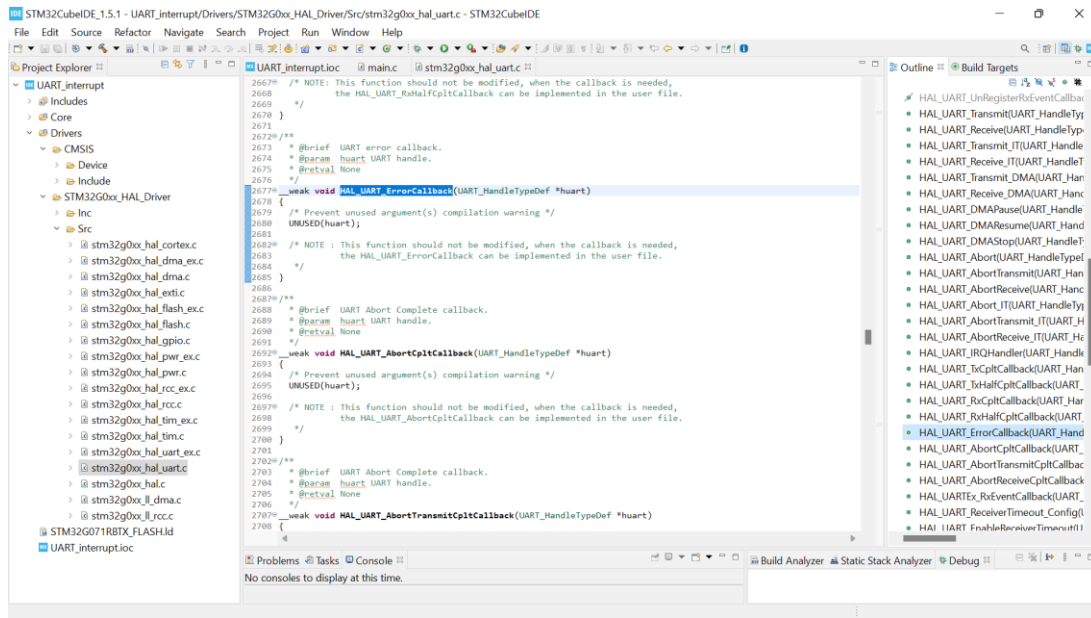 STM32CubeIDE_1.5.1 - UART_interrupt/Drivers/STM32G0xx_HAL_Driver/Src/stm32g0xx_hal_uart.c - STM32CubeIDE
File Edit Source Refactor Navigate Search Project Run Window Help
Project Explorer
UART_interrupt
Includes
Core
Drivers
CMSIS
Device
Include
STM32G0xx_HAL_Driver
Inc
Src
stm32g0xx_hal_cortex.c
stm32g0xx_hal_dma_ex.c
stm32g0xx_hal_dma.c
stm32g0xx_hal_exti.c
stm32g0xx_hal_flash_ex.c
stm32g0xx_hal_flash.c
stm32g0xx_hal_gpio.c
stm32g0xx_hal_pwr_ex.c
stm32g0xx_hal_pwr.c
stm32g0xx_hal_rcc_ex.c
stm32g0xx_hal_rcc.c
stm32g0xx_hal_tim_ex.c
stm32g0xx_hal_tim.c
stm32g0xx_hal_uart_ex.c
stm32g0xx_hal_uart.c
stm32g0xx_hal.c
stm32g0xx_ll_dma.c
stm32g0xx_ll_rcc.c
STM32G071RBTX_FLASH.ld
UART_interrupt.ioc
UART_interrupt.ioc main.c stm32g0xx_hal_uart.c
2667 /* NOTE: This function should not be modified, when the callback is needed,
2668 the HAL_UART_RxHalfCpltCallback can be implemented in the user file.
2669 */
2670 }
2671
2672 /**
2673 * @brief UART error callback.
2674 * @param huart UART handle.
2675 * @retval None
2676 */
2677 __weak void HAL_UART_ErrorCallback(UART_HandleTypeDef *huart)
2678 {
2679 /* Prevent unused argument(s) compilation warning */
2680 UNUSED(huart);
2681
2682 /* NOTE : This function should not be modified, when the callback is needed,
2683 the HAL_UART_ErrorCallback can be implemented in the user file.
2684 */
2685 }
2686
2687 /**
2688 * @brief UART Abort Complete callback.
2689 * @param huart UART handle.
2690 * @retval None
2691 */
2692 __weak void HAL_UART_AbortCpltCallback(UART_HandleTypeDef *huart)
2693 {
2694 /* Prevent unused argument(s) compilation warning */
2695 UNUSED(huart);
2696
2697 /* NOTE : This function should not be modified, when the callback is needed,
2698 the HAL_UART_AbortCpltCallback can be implemented in the user file.
2699 */
2700 }
2701
2702 /**
2703 * @brief UART Abort Complete callback.
2704 * @param huart UART handle.
2705 * @retval None
2706 */
2707 __weak void HAL_UART_AbortTransmitCpltCallback(UART_HandleTypeDef *huart)
2708 {
Outline Build Targets
HAL_UART_UnRegisterRxEventCallba
HAL_UART_Transmit(UART_HandleTyp
HAL_UART_Receive(UART_HandleTyp
HAL_UART_Transmit_IT(UART_Handle
HAL_UART_Receive_IT(UART_HandleT
HAL_UART_Transmit_DMA(UART_Han
HAL_UART_Receive_DMA(UART_Hand
HAL_UART_DMAPause(UART_Handle
HAL_UART_DMAResume(UART_Hand
HAL_UART_DMAStop(UART_HandleT
HAL_UART_Abort(UART_HandleTypeD
HAL_UART_AbortTransmit(UART_Han
HAL_UART_AbortReceive(UART_Hand
HAL_UART_Abort_IT(UART_HandleTy
HAL_UART_AbortTransmit_IT(UART_H
HAL_UART_AbortReceive_IT(UART_Ha
HAL_UART_IRQHandler(UART_Handle
HAL_UART_TxCpltCallback(UART_Han
HAL_UART_TxHalfCpltCallback(UART_
HAL_UART_RxCpltCallback(UART_Har
HAL_UART_RxHalfCpltCallback(UART_
HAL_UART_ErrorCallback(UART_Hand
HAL_UART_AbortCpltCallback(UART_
HAL_UART_AbortTransmitCpltCallbac
HAL_UART_AbortReceiveCpltCallback
HAL_UARTEx_RxEventCallback(UART_
HAL_UART_ReceiverTimeout_Config(U
HAL_UART_EnableReceiverTimeout(U
Problems Tasks Console
No consoles to display at this time.
Build Analyzer Static Stack Analyzer Debug